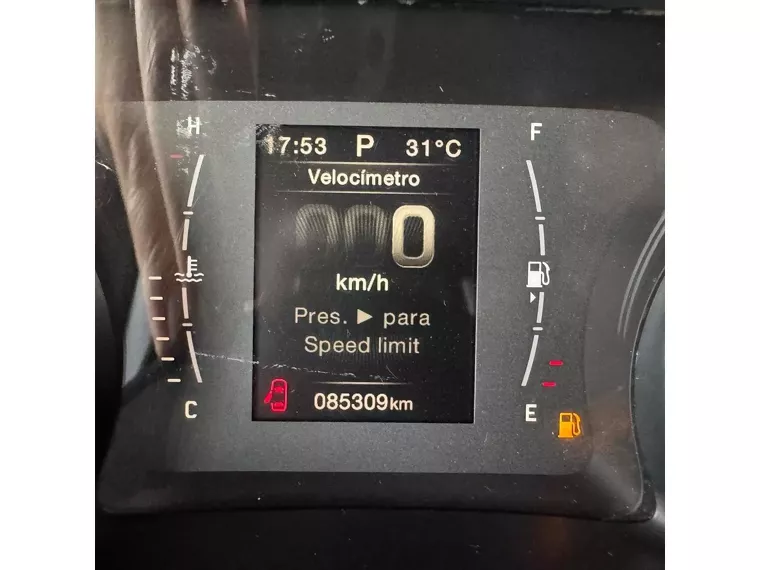 H
17:53 P 31°C
F
Velocímetro
0
km/h
Pres. ► para
Speed limit
C
085309km
E